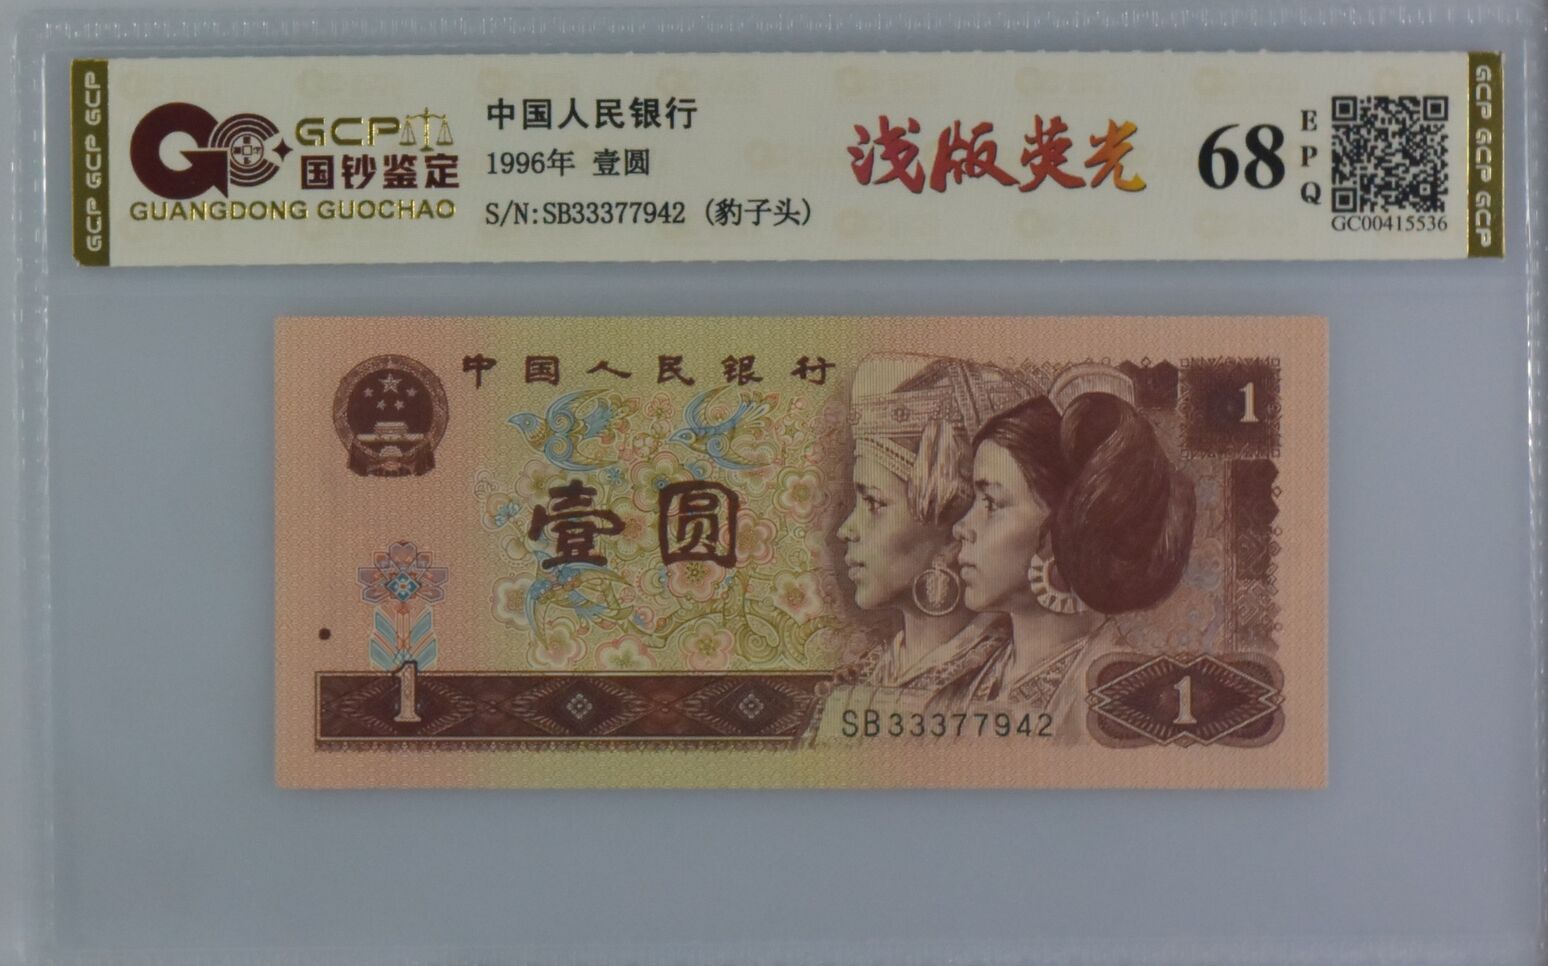 GCP GCP GCP
GCP
国钞鉴定
GUANGDONG GUOCHAO
中国人民银行
1996年 壹圆
S/N:SB33377942 (豹子头)
浅版荧光
68
EPQ
GC00415536
GCP GCP GCP
中国人民银行
1
壹圆
1
SB33377942
1